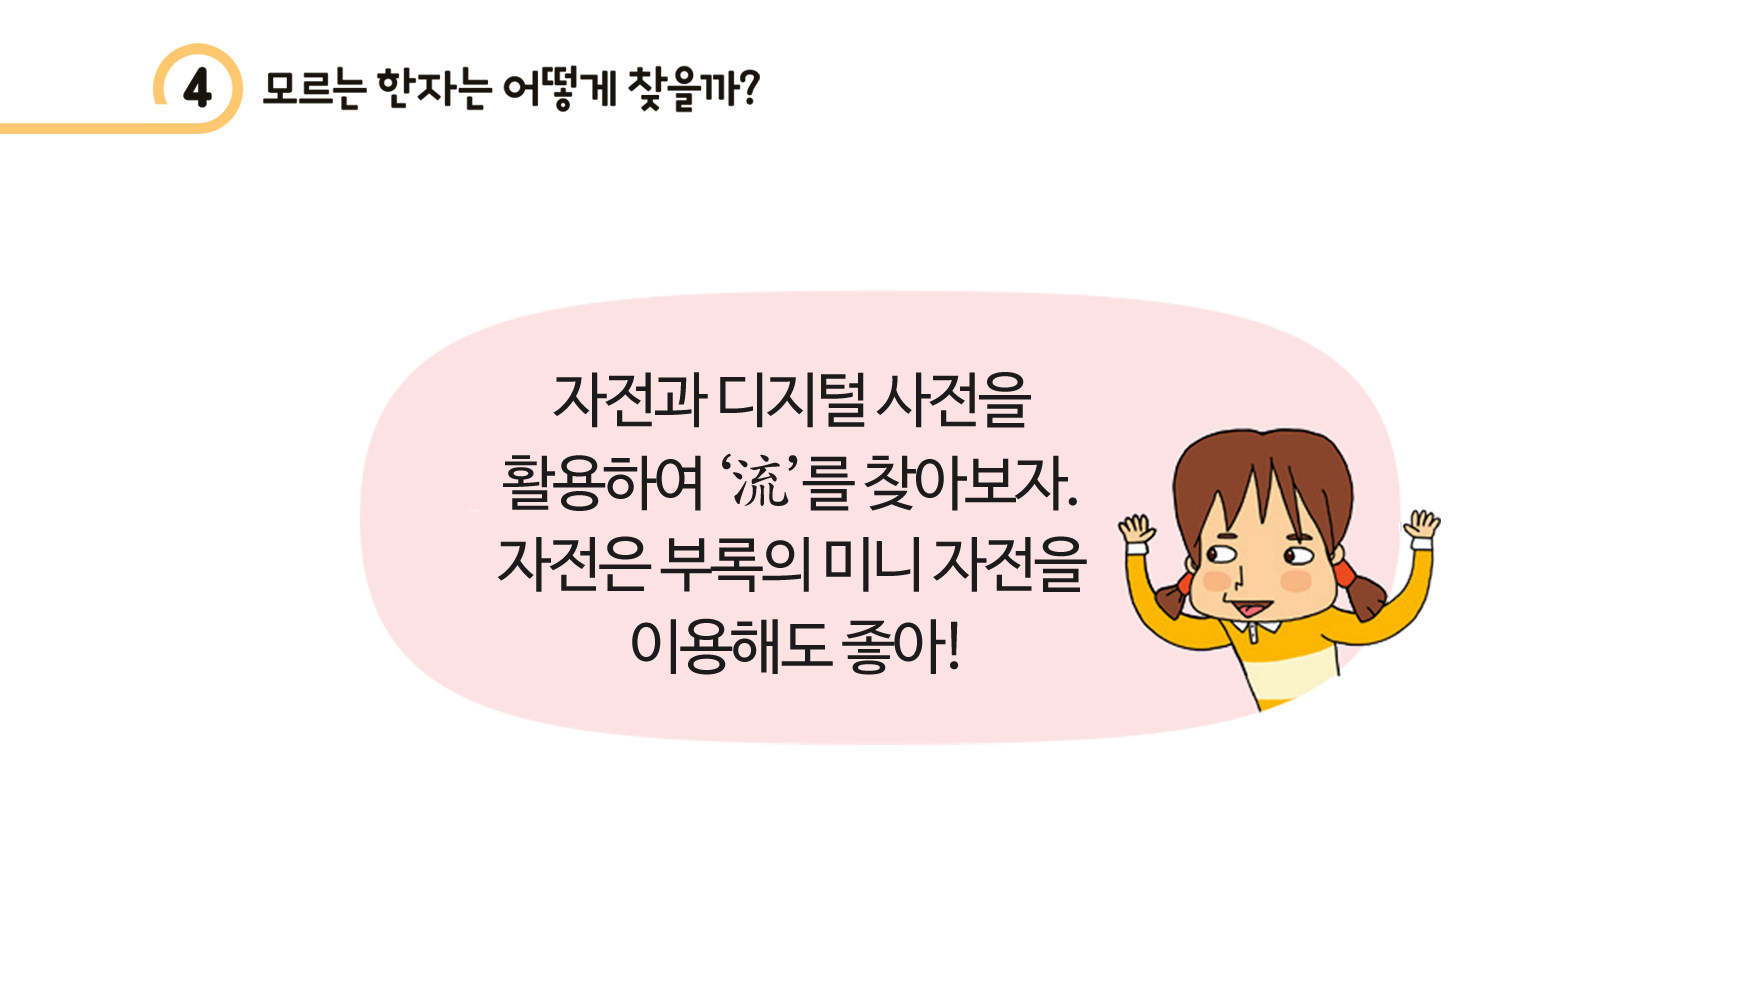 4 모르는 한자는 어떻게 찾을까?
자전과 디지털 사전을
활용하여 ‘流’를 찾아보자.
자전은 부록의 미니 자전을
이용해도 좋아!